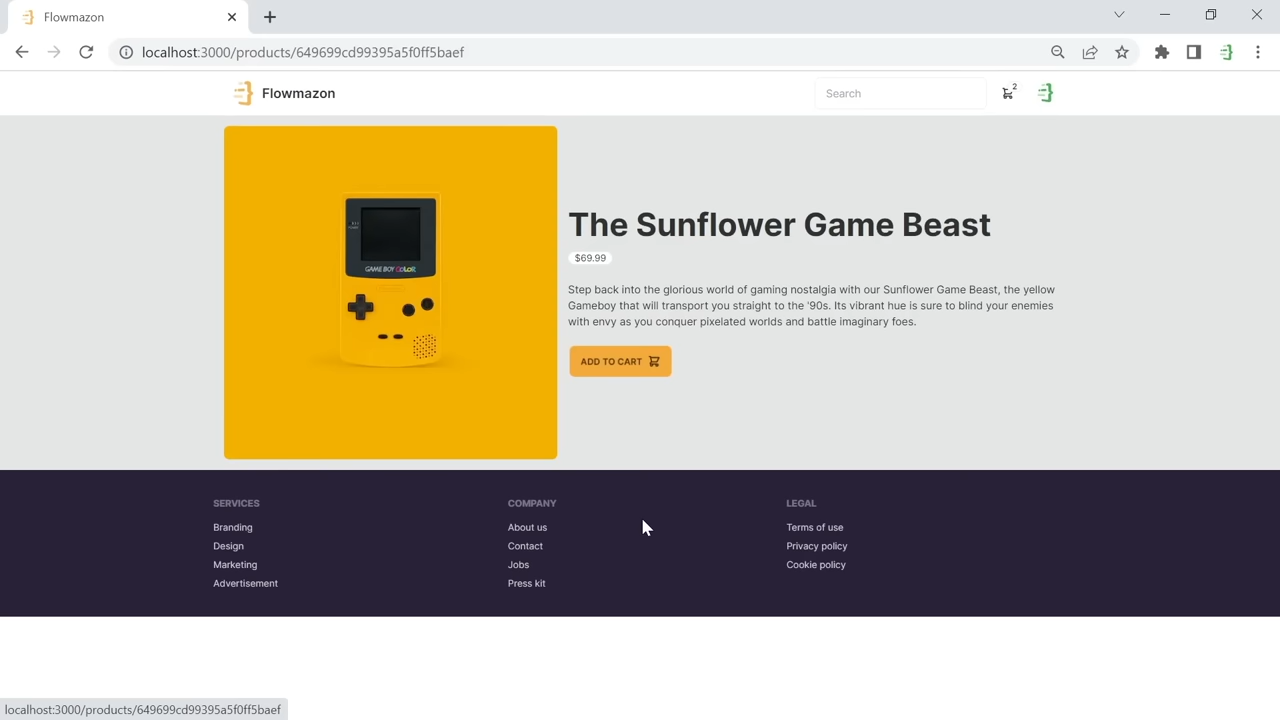 Flowmazon
localhost:3000/products/649699cd99395a5f0ff5baef
Flowmazon
Search
2
GAME BOY COLOR
The Sunflower Game Beast
$69.99
Step back into the glorious world of gaming nostalgia with our Sunflower Game Beast, the yellow
Gameboy that will transport you straight to the '90s. Its vibrant hue is sure to blind your enemies
with envy as you conquer pixelated worlds and battle imaginary foes.
ADD TO CART
SERVICES
Branding
Design
Marketing
Advertisement
COMPANY
About us
Contact
Jobs
Press kit
LEGAL
Terms of use
Privacy policy
Cookie policy
localhost:3000/products/649699cd99395a5f0ff5baef